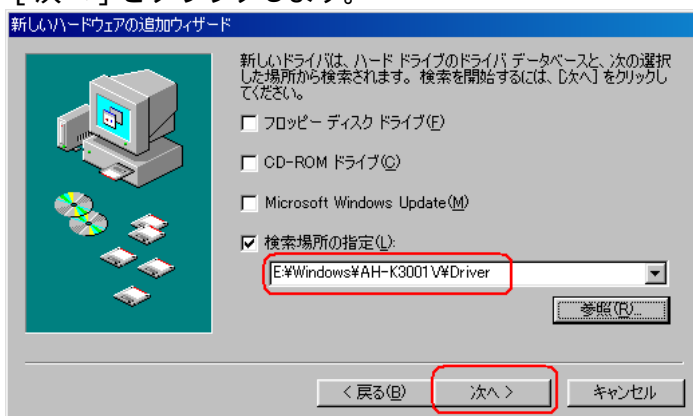 [次へ]をクリックします。
新しいハードウェアの追加ウィザード
新しいドライバは、ハード ドライブのドライバ データベースと、次の選択
した場所から検索されます。検索を開始するには、[次へ] をクリックし
てください。
フロッピー ディスク ドライブ(F)
CD-ROM ドライブ(C)
Microsoft Windows Update(M)
検索場所の指定(L):
E:¥Windows¥AH-K3001V¥Driver
参照(R)...
< 戻る(B)
次へ >
キャンセル